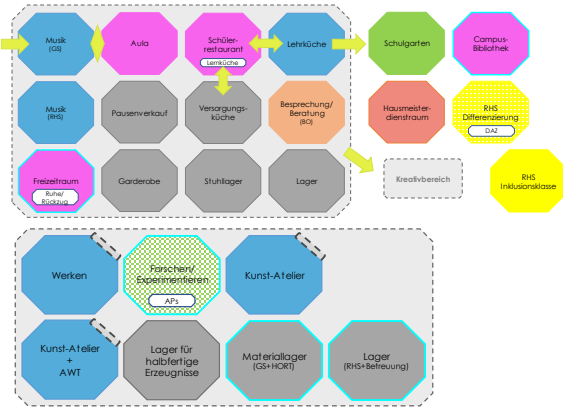 Musik
(GS)
Aula
Schüler-
restaurant
Lernküche
Lehrküche
Schulgarten
Campus-
Bibliothek
Musik
(RHS)
Pausenverkauf
Versorgungs-
küche
Besprechung/
Beratung
(BO)
Hausmeister-
dienstraum
RHS
Differenzierung
DAZ
Freizeitraum
Ruhe/
Rückzug
Garderobe
Stuhllager
Lager
Kreativbereich
RHS
Inklusionsklasse
Werken
Forschen/
Experimentieren
APs
Kunst-Atelier
Kunst-Atelier
+
AWT
Lager für
halbfertige
Erzeugnisse
Materiallager
(GS+HORT)
Lager
(RHS+Betreuung)